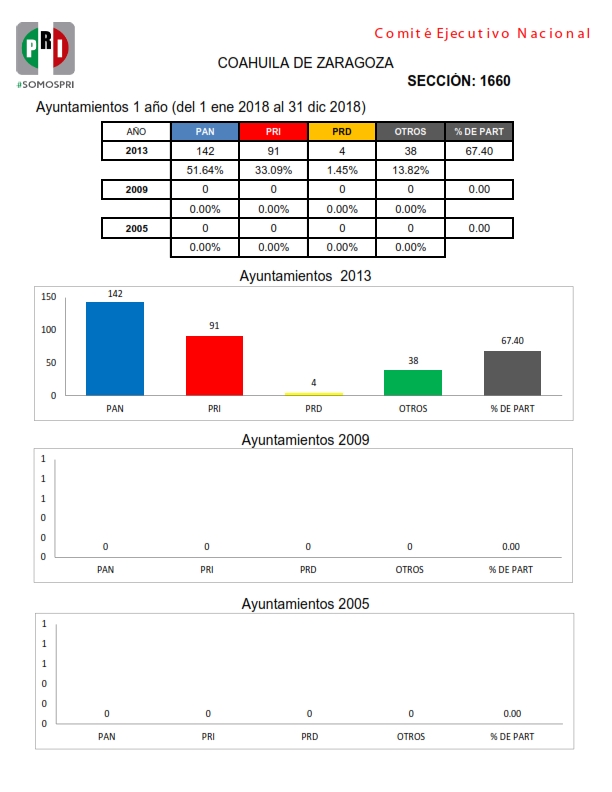 PRI
#SOMOSPRI
Comité Ejecutivo Nacional
COAHUILA DE ZARAGOZA
SECCIÓN: 1660
Ayuntamientos 1 año (del 1 ene 2018 al 31 dic 2018)
AÑO PAN PRI PRD OTROS % DE PART
2013 142 91 4 38 67.40
51.64% 33.09% 1.45% 13.82%
2009 0 0 0 0 0.00
0.00% 0.00% 0.00% 0.00%
2005 0 0 0 0 0.00
0.00% 0.00% 0.00% 0.00%
Ayuntamientos 2013
150
100
50
0
142 91 4 38 67.40
PAN PRI PRD OTROS % DE PART
Ayuntamientos 2009
1
1
1
0
0
0
0 0 0 0 0.00
PAN PRI PRD OTROS % DE PART
Ayuntamientos 2005
1
1
1
0
0
0
0 0 0 0 0.00
PAN PRI PRD OTROS % DE PART